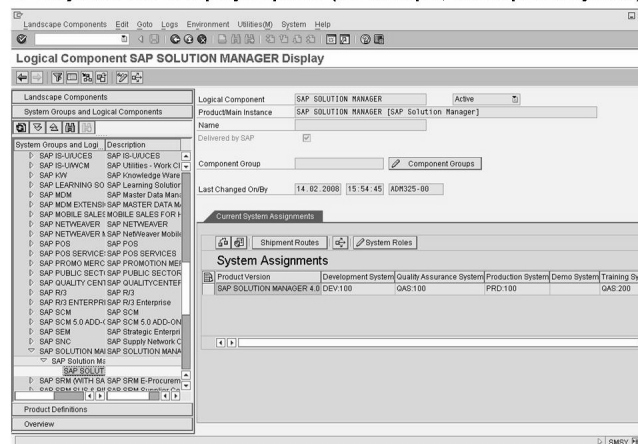 Landscape Components Edit Goto Logs Environment Utilities(M) System Help
Logical Component SAP SOLUTION MANAGER Display
Landscape Components
System Groups and Logical Components
System Groups and Logi... Description
SAP IS-U/UCES SAP IS-U/UCES
SAP IS-U/WCM SAP Utilities - Work Cl
SAP KW SAP Knowledge Ware
SAP LEARNING SO SAP Learning Solution
SAP MDM SAP Master Data Mana
SAP MDM EXTENSI SAP MASTER DATA M
SAP MOBILE SALES MOBILE SALES FOR H
SAP NETWEAVER SAP NETWEAVER
SAP NETWEAVER M SAP NetWeaver Mobile
SAP POS SAP POS
SAP POS SERVICES SAP POS SERVICES
SAP PROMO MERC SAP PROMOTION MER
SAP PUBLIC SECTO SAP PUBLIC SECTOR
SAP QUALITY CENT SAP QUALITYCENTER
SAP R/3 SAP R/3
SAP R/3 ENTERPRI SAP R/3 Enterprise
SAP SCM SAP SCM
SAP SCM 5.0 ADD-( SAP SCM 5.0 ADD-ON
SAP SEM SAP Strategic Enterpri
SAP SNC SAP Supply Network C
SAP SOLUTION MAI SAP SOLUTION MANA
SAP Solution Ma
SAP SOLUT
SAP SRM (WITH SA SAP SRM E-Procurem
Product Definitions
Overview
Logical Component SAP SOLUTION MANAGER Active
Product/Main Instance SAP SOLUTION MANAGER [SAP Solution Manager]
Name
Delivered by SAP
Component Group Component Groups
Last Changed On/By 14.02.2008 15:54:45 ADM325-00
Current System Assignments
Shipment Routes System Roles
System Assignments
Product Version Development System Quality Assurance System Production System Demo System Training Sy
SAP SOLUTION MANAGER 4.0 DEV:100 QAS:100 PRD:100 QAS:200
SMSY